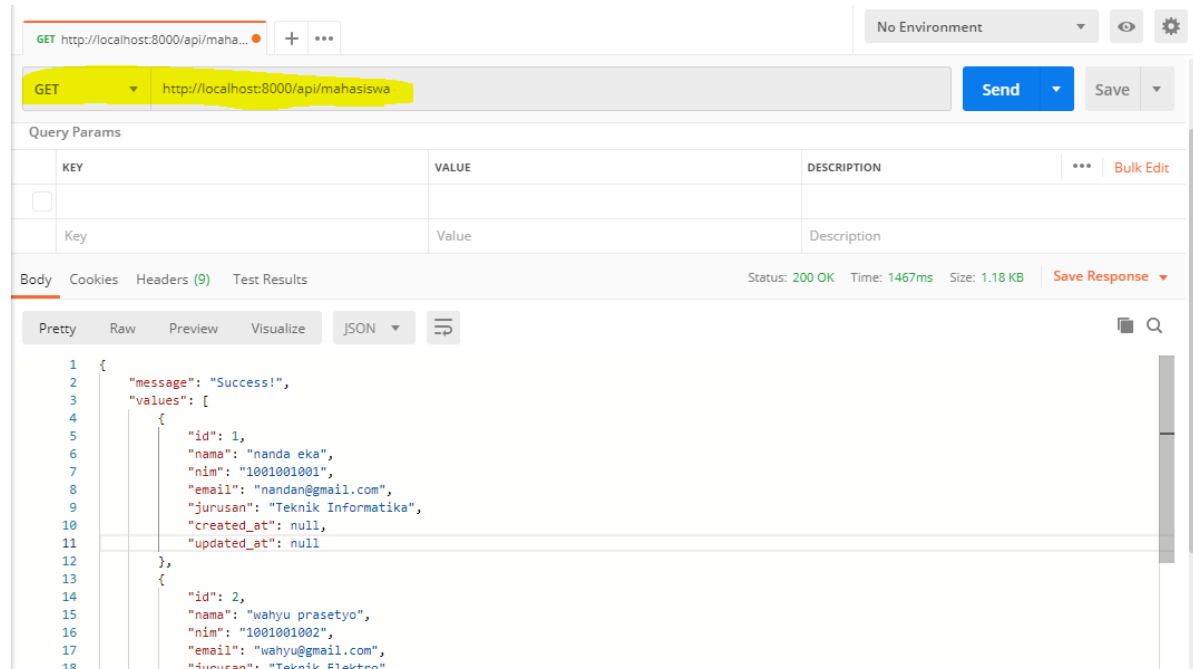 GET http://localhost:8000/api/maha... + ••• No Environment
GET http://localhost:8000/api/mahasiswa Send Save
Query Params
KEY VALUE DESCRIPTION ••• Bulk Edit
Key Value Description
Body Cookies Headers (9) Test Results Status: 200 OK Time: 1467ms Size: 1.18 KB Save Response
Pretty Raw Preview Visualize JSON
1 {
2 "message": "Success!",
3 "values": [
4 {
5 "id": 1,
6 "nama": "nanda eka",
7 "nim": "1001001001",
8 "email": "nandan@gmail.com",
9 "jurusan": "Teknik Informatika",
10 "created_at": null,
11 "updated_at": null
12 },
13 {
14 "id": 2,
15 "nama": "wahyu prasetyo",
16 "nim": "1001001002",
17 "email": "wahyu@gmail.com",
18 "jurusan": "Teknik Elektro"